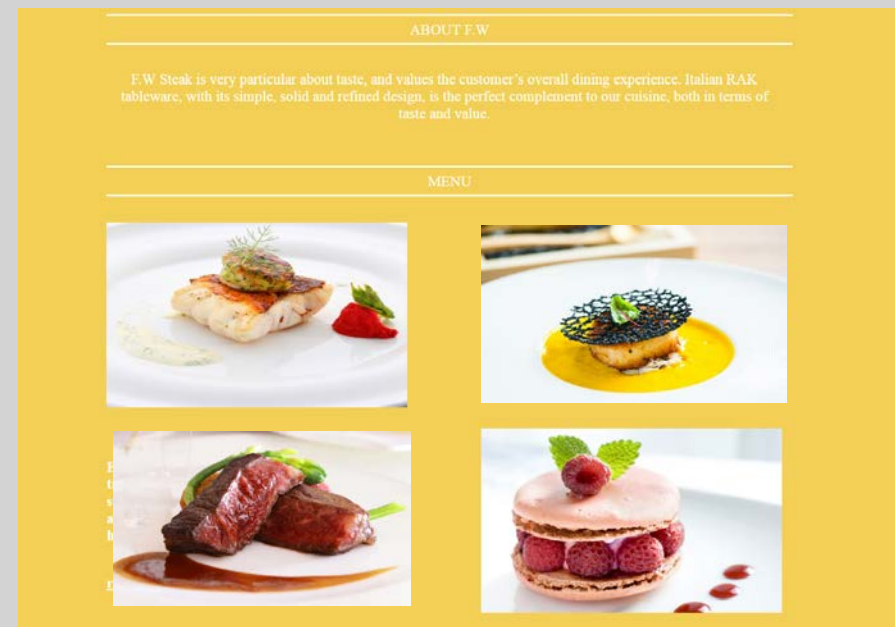 ABOUT F.W
F.W Steak is very particular about taste, and values the customer’s overall dining experience. Italian RAK
tableware, with its simple, solid and refined design, is the perfect complement to our cuisine, both in terms of
taste and value.
MENU